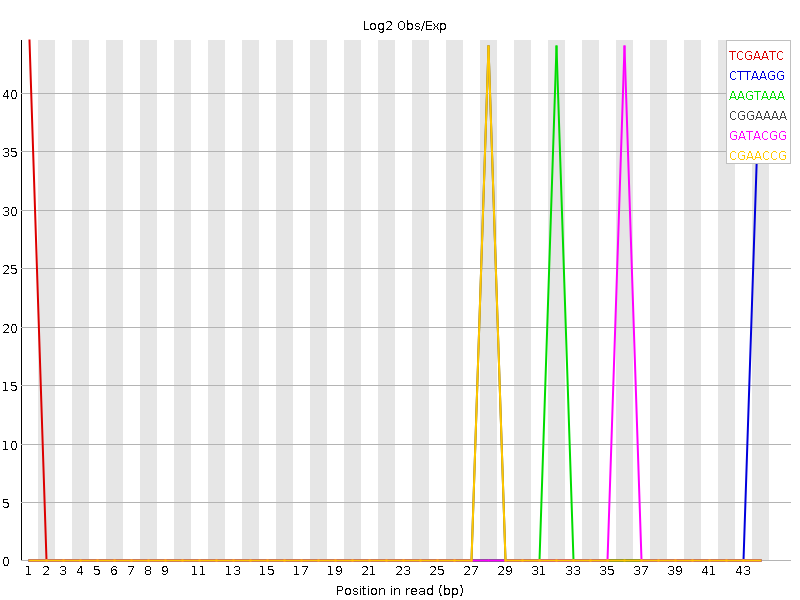 Log2 Obs/Exp
TCGAATC
CTTAAGG
AAGTAAA
CGGAAAA
GATACGG
CGAACCG
40
35
30
25
20
15
10
5
0
1 2 3 4 5 6 7 8 9 11 13 15 17 19 21 23 25 27 29 31 33 35 37 39 41 43
Position in read (bp)